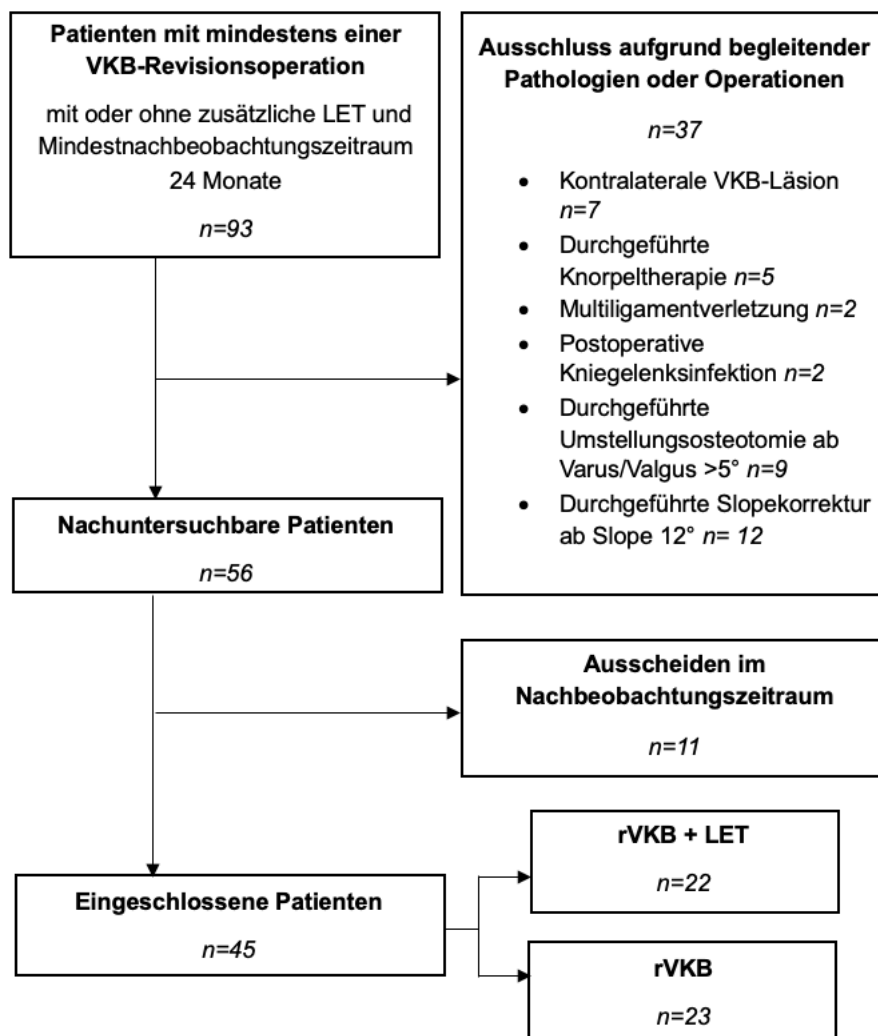 Patienten mit mindestens einer
VKB-Revisionsoperation
mit oder ohne zusätzliche LET und
Mindestnachbeobachtungszeitraum
24 Monate
n=93
Ausschluss aufgrund begleitender
Pathologien oder Operationen
n=37
• Kontralaterale VKB-Läsion
n=7
• Durchgeführte
Knorpeltherapie n=5
• Multiligamentverletzung n=2
• Postoperative
Kniegelenksinfektion n=2
• Durchgeführte
Umstellungsosteotomie ab
Varus/Valgus >5° n=9
• Durchgeführte Slopekorrektur
ab Slope 12° n= 12
Nachuntersuchbare Patienten
n=56
Ausscheiden im
Nachbeobachtungszeitraum
n=11
Eingeschlossene Patienten
n=45
rVKB + LET
n=22
rVKB
n=23